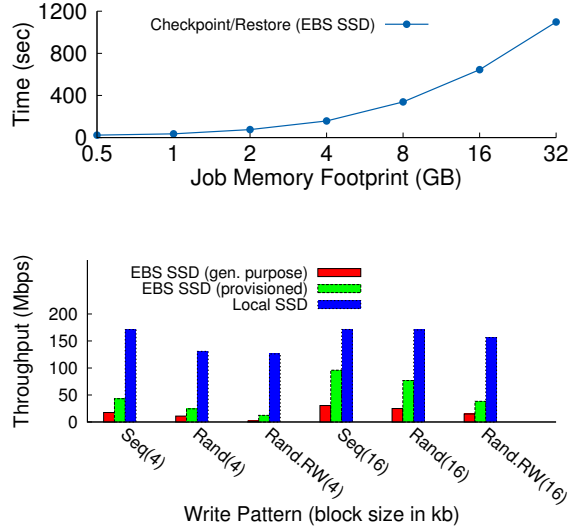 1200
800
400
0
Time (sec)
Checkpoint/Restore (EBS SSD)
0.5 1 2 4 8 16 32
Job Memory Footprint (GB)
EBS SSD (gen. purpose)
EBS SSD (provisioned)
Local SSD
200
150
100
50
0
Throughput (Mbps)
Seq(4) Rand(4) Rand.RW(4) Seq(16) Rand(16) Rand.RW(16)
Write Pattern (block size in kb)